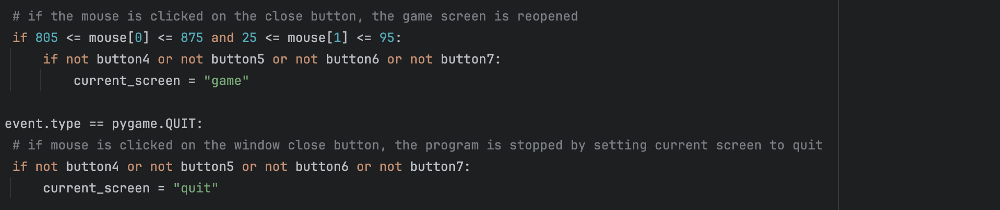 # if the mouse is clicked on the close button, the game screen is reopened
if 805 <= mouse[0] <= 875 and 25 <= mouse[1] <= 95:
if not button4 or not button5 or not button6 or not button7:
current_screen = "game"
event.type == pygame.QUIT:
# if mouse is clicked on the window close button, the program is stopped by setting current screen to quit
if not button4 or not button5 or not button6 or not button7:
current_screen = "quit"